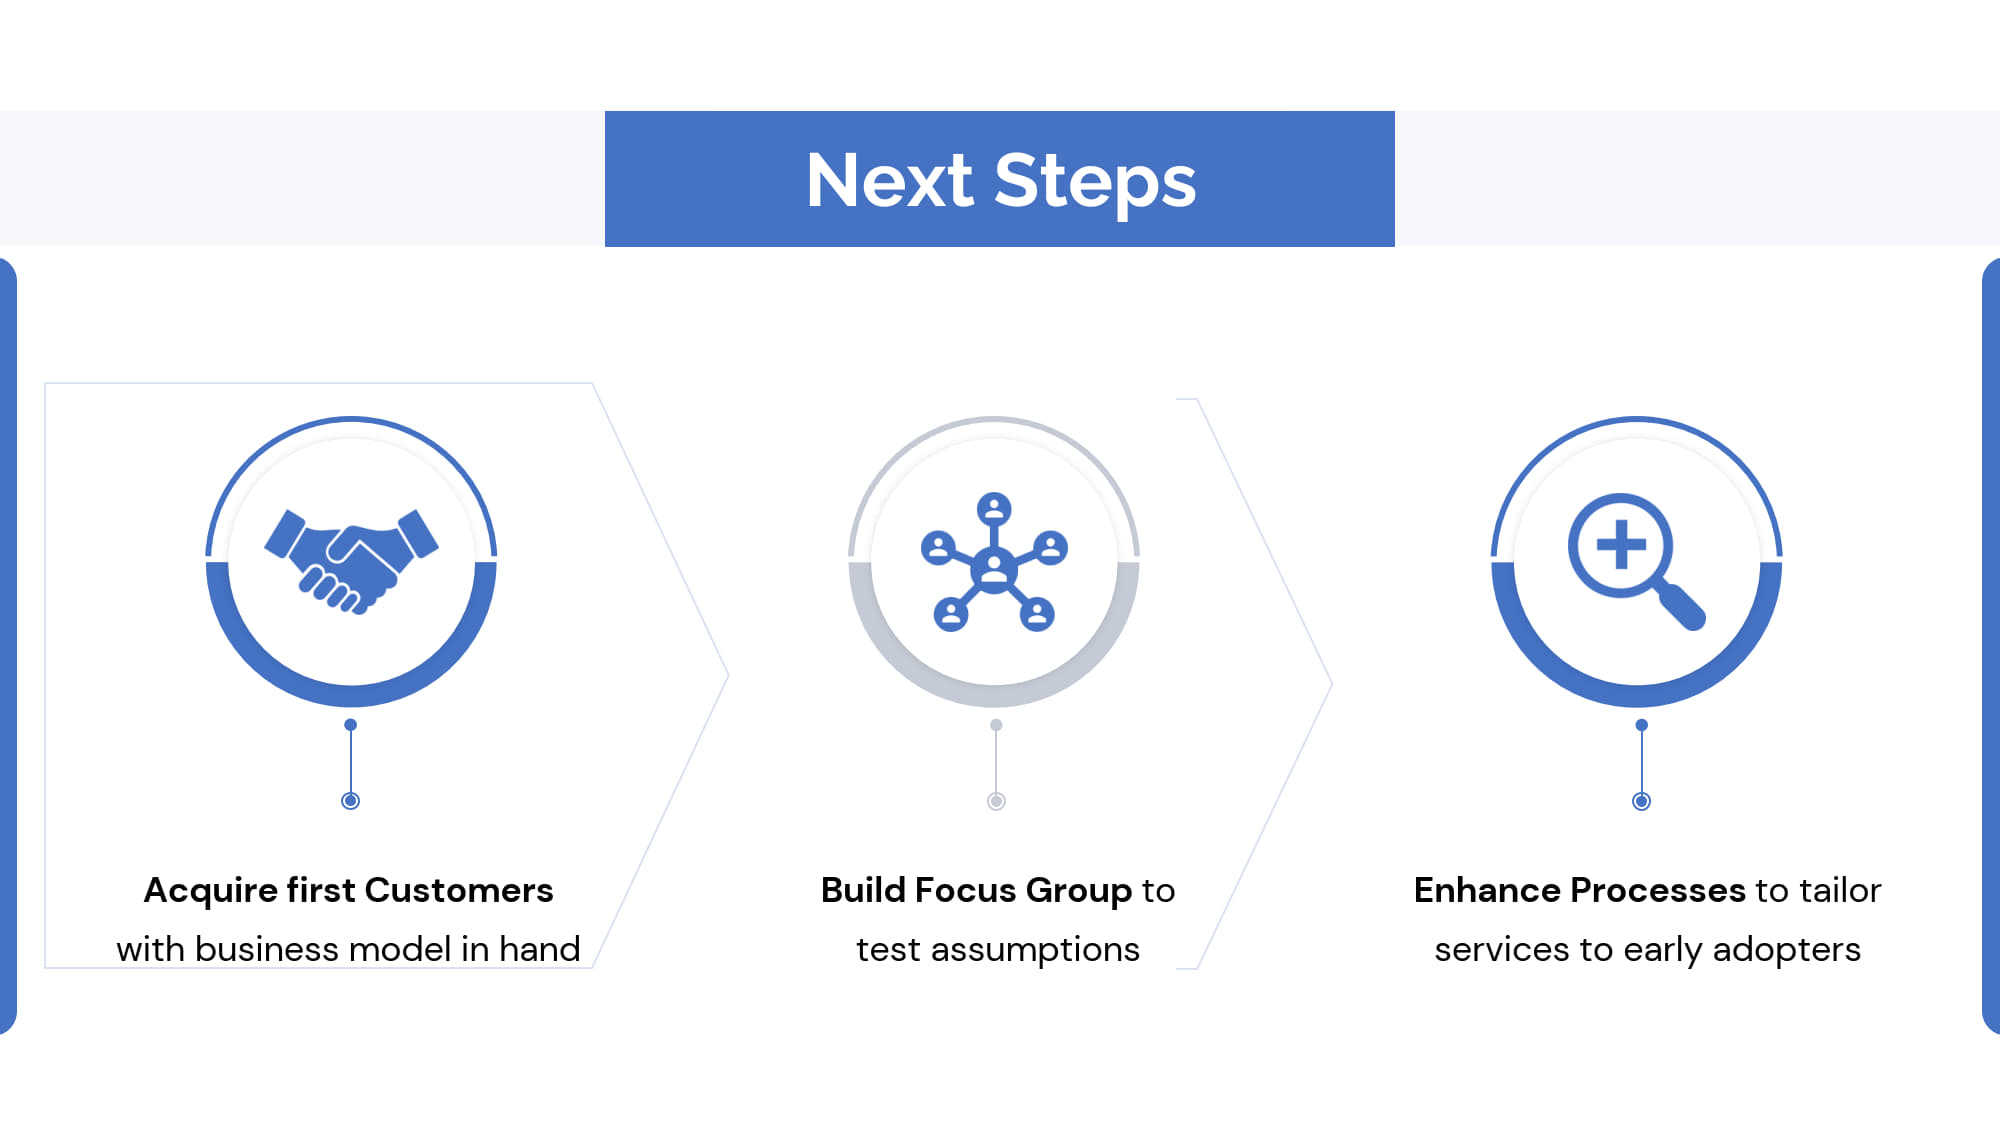 Next Steps
Acquire first Customers
with business model in hand
Build Focus Group to
test assumptions
Enhance Processes to tailor
services to early adopters